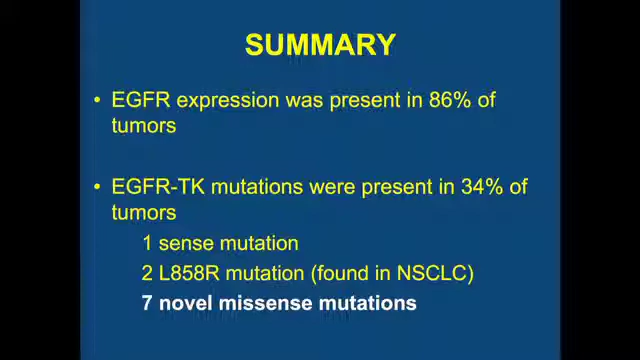 SUMMARY
• EGFR expression was present in 86% of
tumors
• EGFR-TK mutations were present in 34% of
tumors
1 sense mutation
2 L858R mutation (found in NSCLC)
7 novel missense mutations